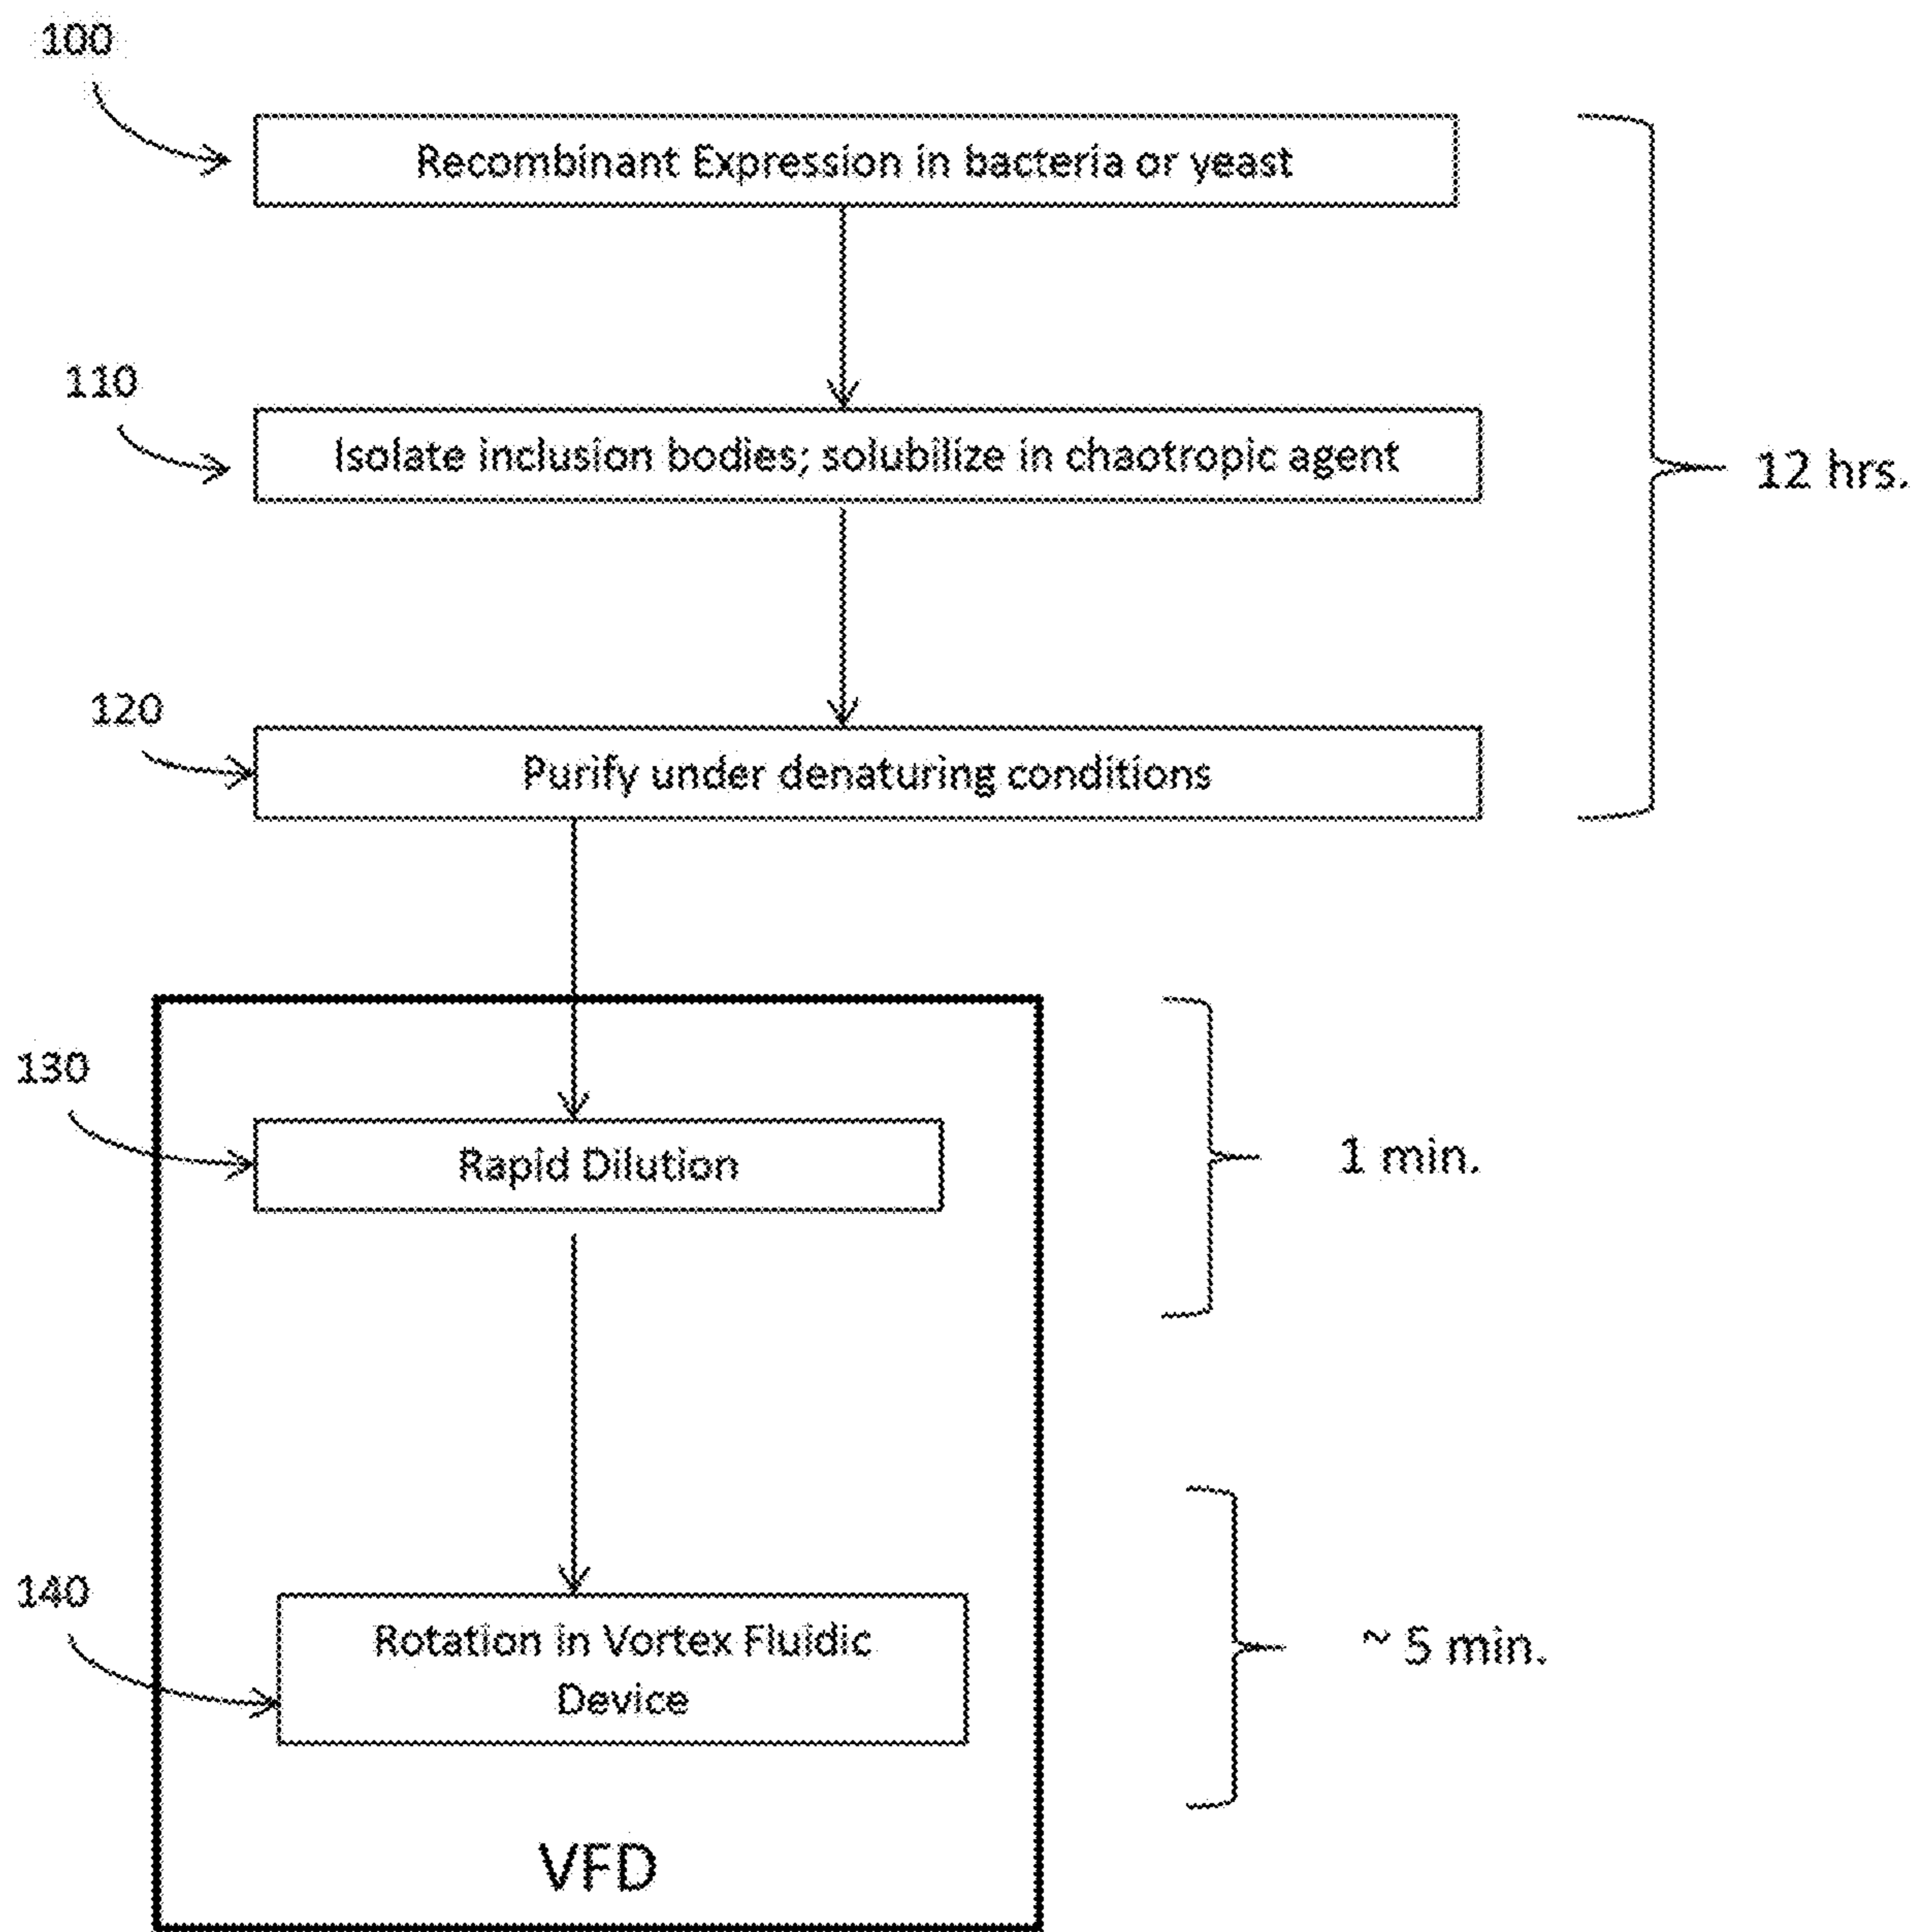 100
Recombinant Expression in bacteria or yeast
110
Isolate inclusion bodies; solubilize in chaotropic agent
12 hrs.
120
Purify under denaturing conditions
130
Rapid Dilution
1 min.
140
Rotation in Vortex Fluidic
Device
~ 5 min.
VFD